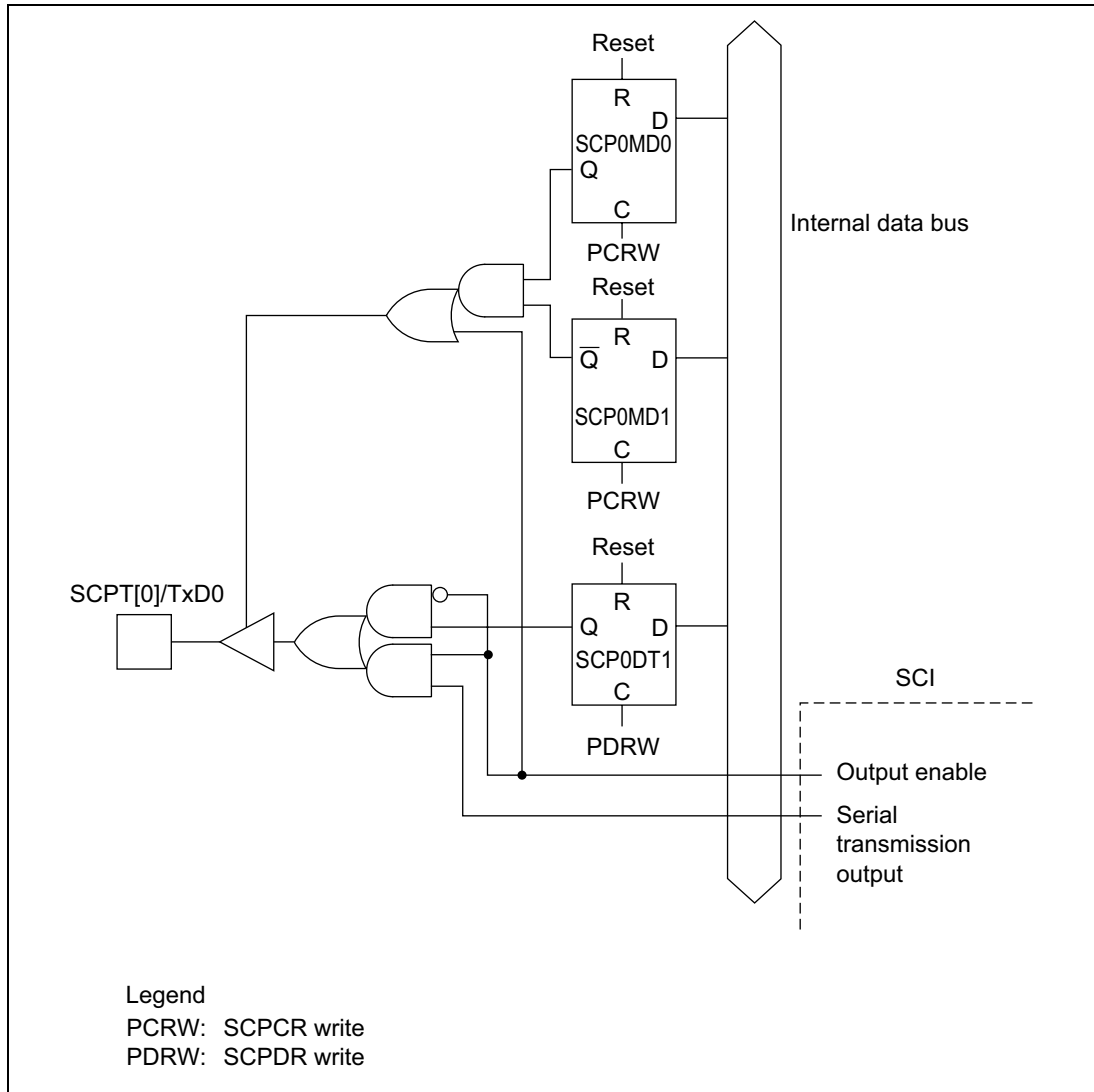 Reset
R
D
SCP0MD0
Q
C
Internal data bus
PCRW
Reset
R
Q̅
D
SCP0MD1
C
PCRW
Reset
SCPT[0]/TxD0
R
Q
D
SCP0DT1
SCI
C
PDRW
Output enable
Serial
transmission
output
Legend
PCRW: SCPCR write
PDRW: SCPDR write